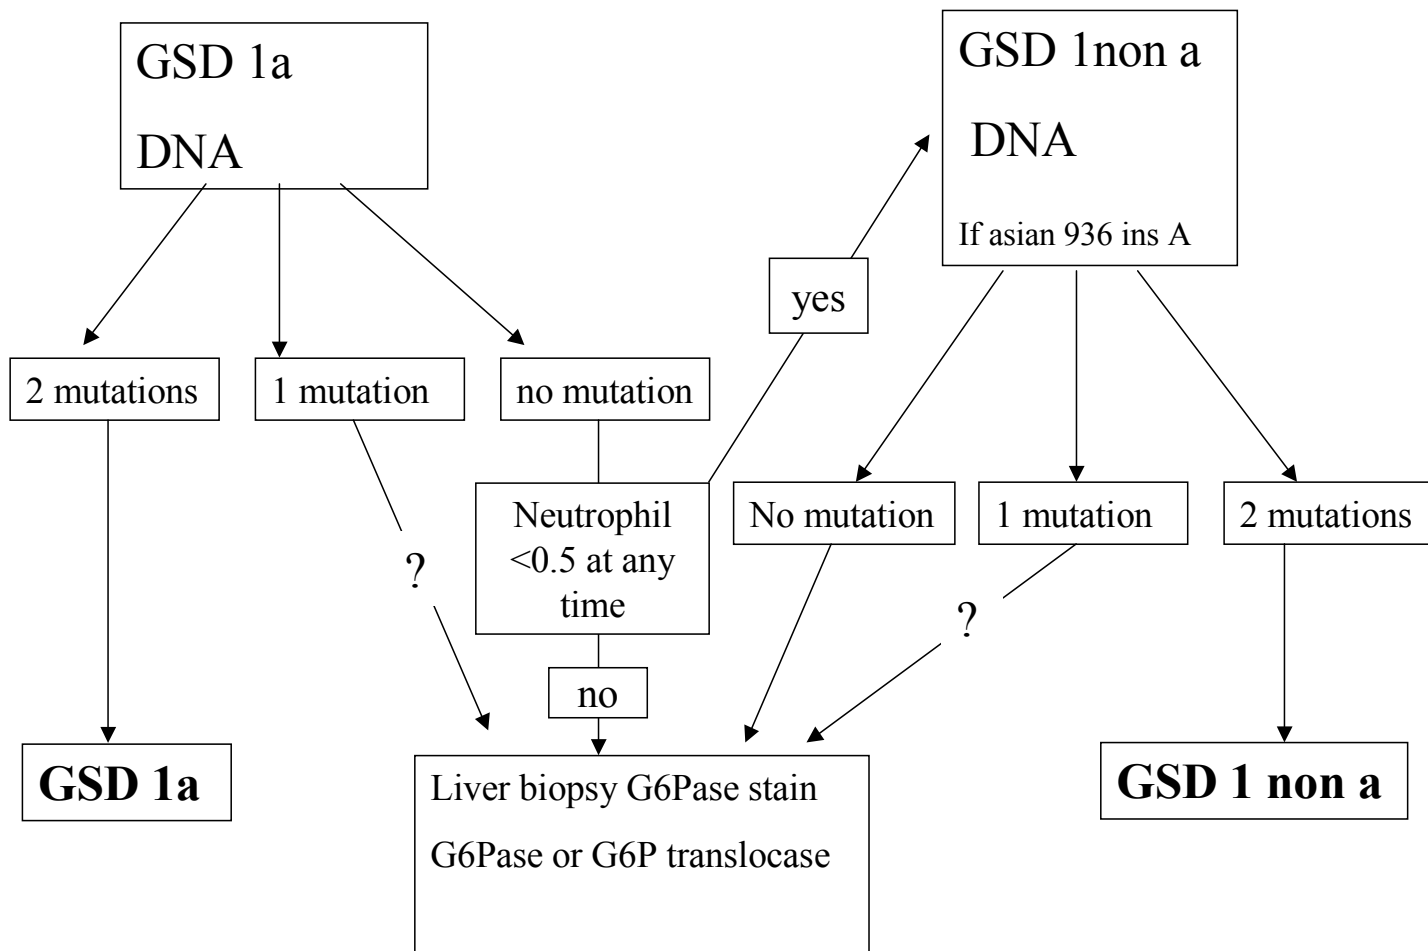 GSD 1a
DNA
GSD 1non a
DNA
If asian 936 ins A
yes
2 mutations
1 mutation
no mutation
Neutrophil
<0.5 at any
time
No mutation
1 mutation
2 mutations
?
?
no
GSD 1a
Liver biopsy G6Pase stain
G6Pase or G6P translocase
GSD 1 non a